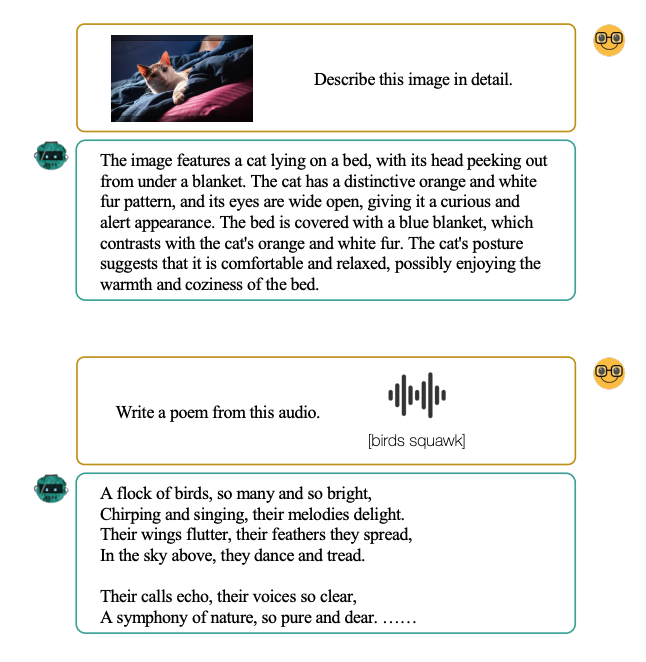 Describe this image in detail.
The image features a cat lying on a bed, with its head peeking out
from under a blanket. The cat has a distinctive orange and white
fur pattern, and its eyes are wide open, giving it a curious and
alert appearance. The bed is covered with a blue blanket, which
contrasts with the cat's orange and white fur. The cat's posture
suggests that it is comfortable and relaxed, possibly enjoying the
warmth and coziness of the bed.
Write a poem from this audio.
[birds squawk]
A flock of birds, so many and so bright,
Chirping and singing, their melodies delight.
Their wings flutter, their feathers they spread,
In the sky above, they dance and tread.
Their calls echo, their voices so clear,
A symphony of nature, so pure and dear. ……